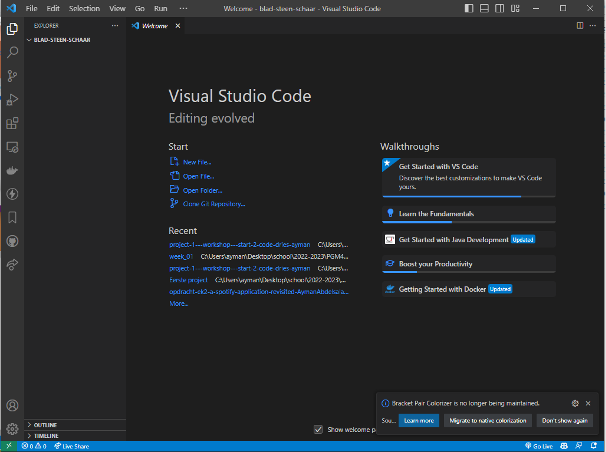 File Edit Selection View Go Run ··· Welcome - blad-steen-schaar - Visual Studio Code
EXPLORER ···
BLAD-STEEN-SCHAAR
Welcome
Visual Studio Code
Editing evolved
Start
New File...
Open File...
Open Folder...
Clone Git Repository...
Recent
project-1---workshop---start-2-code-dries-ayman C:\Users\...
week_01 C:\Users\ayman\Desktop\school\2022-2023\PGM4...
project-1---workshop---start-2-code-dries-ayman C:\Users\...
Eerste project C:\Users\ayman\Desktop\school\2022-2023\...
opdracht-ek2-a-spotify-application-revisited-AymanAbdelsara...
More...
Walkthroughs
Get Started with VS Code
Discover the best customizations to make VS Code
yours.
Learn the Fundamentals
Get Started with Java Development Updated
Boost your Productivity
Getting Started with Docker Updated
Bracket Pair Colorizer is no longer being maintained.
Sou... Learn more Migrate to native colorization Don't show again
Show welcome p
OUTLINE
TIMELINE
0 0 Live Share Go Live